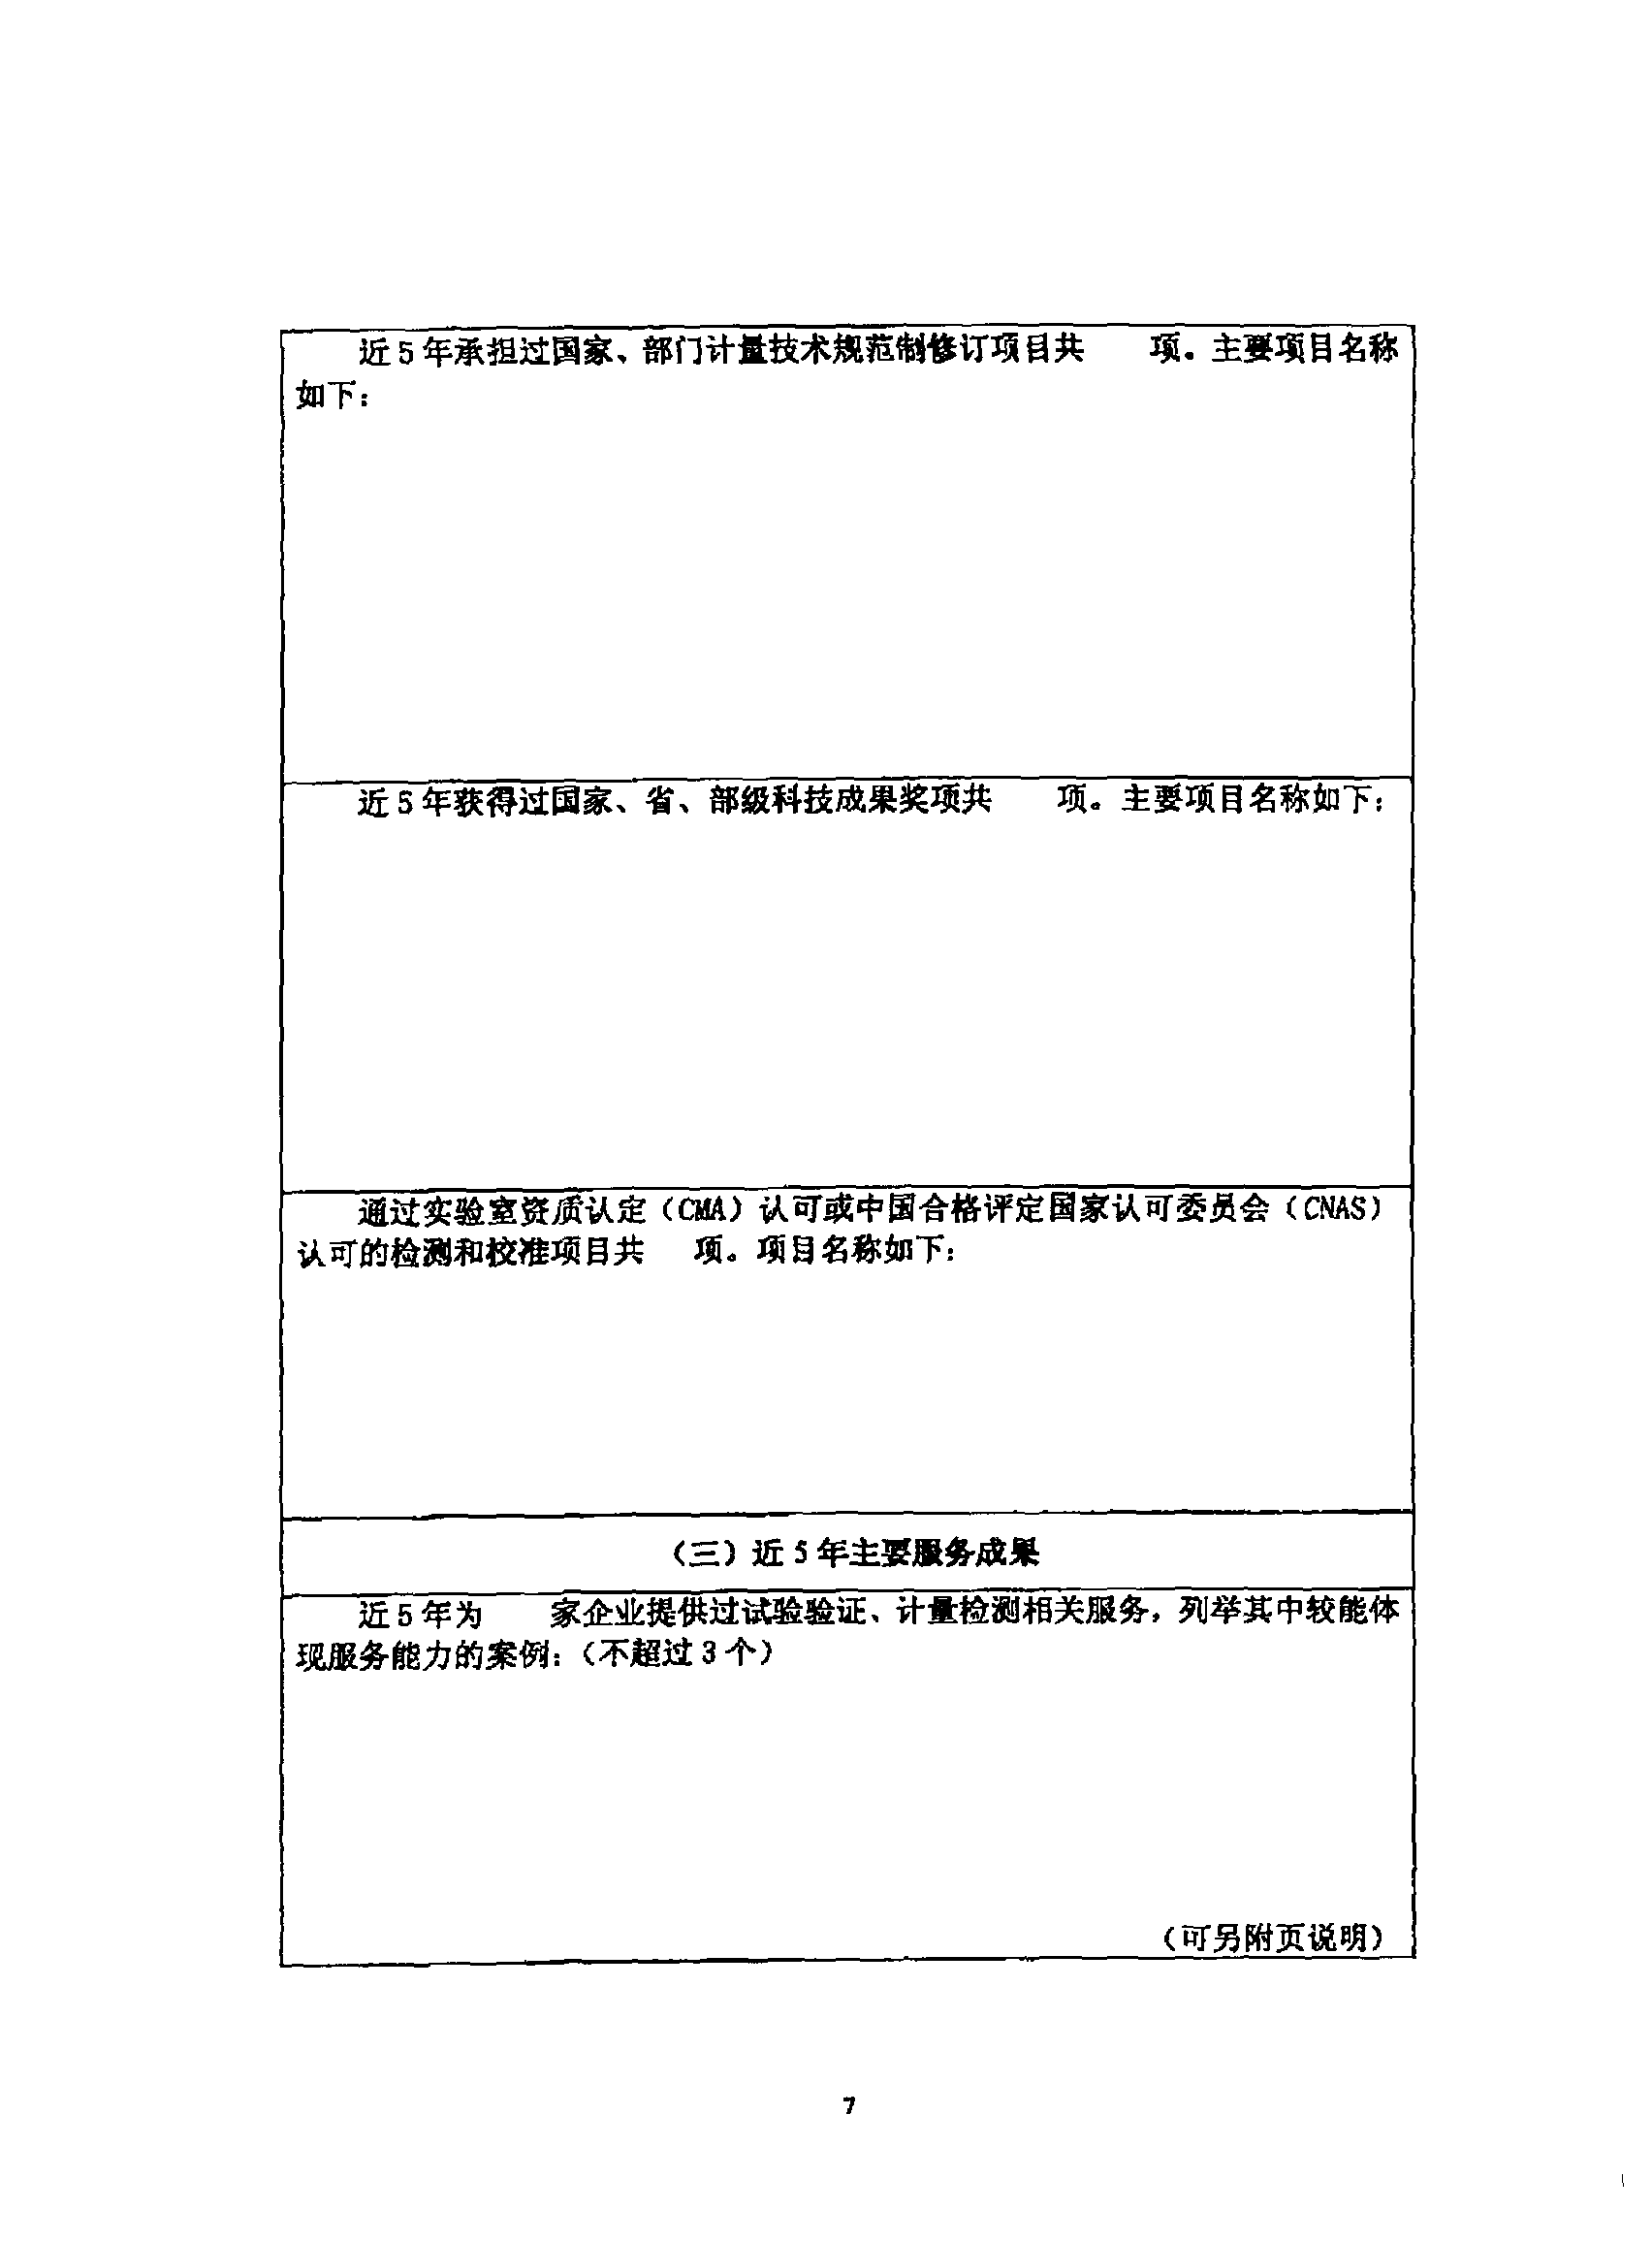 近 5 年承担过国家、部门计量技术规范制修订项目共　　项。主要项目名称
如下：
近 5 年获得过国家、省、部级科技成果奖项共　　项。主要项目名称如下：
通过实验室资质认定（CMA）认可或中国合格评定国家认可委员会（CNAS）
认可的检测和校准项目共　　项。项目名称如下：
（三）近 5 年主要服务成果
近 5 年为　　家企业提供过试验验证、计量检测相关服务，列举其中较能体
现服务能力的案例：（不超过 3 个）
（可另附页说明）
7